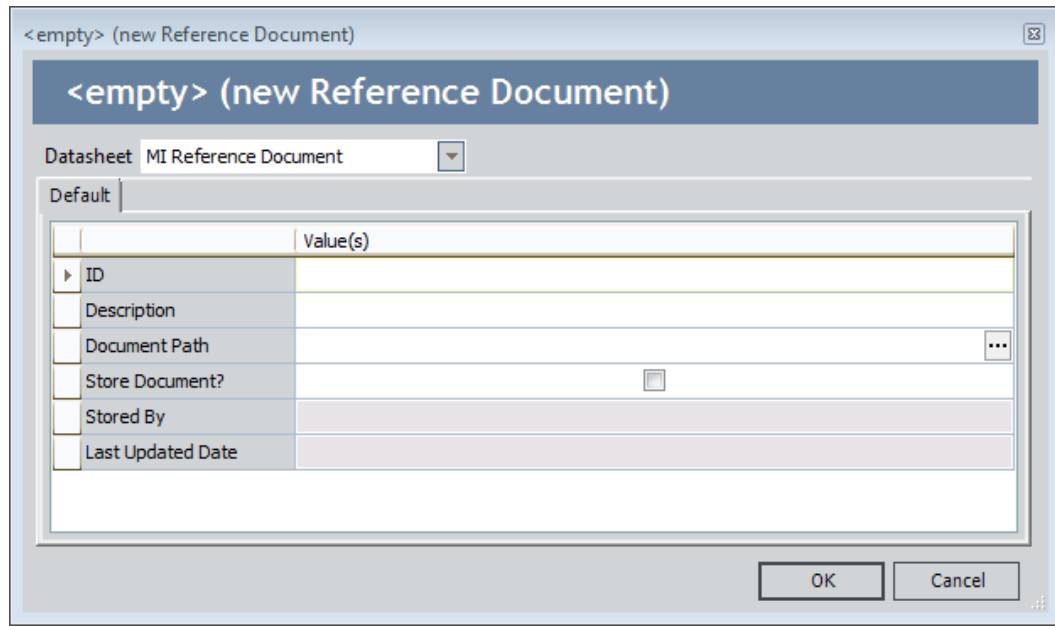 <empty> (new Reference Document)
<empty> (new Reference Document)
Datasheet MI Reference Document
Default
Value(s)
ID
Description
Document Path ...
Store Document?
Stored By
Last Updated Date
OK Cancel